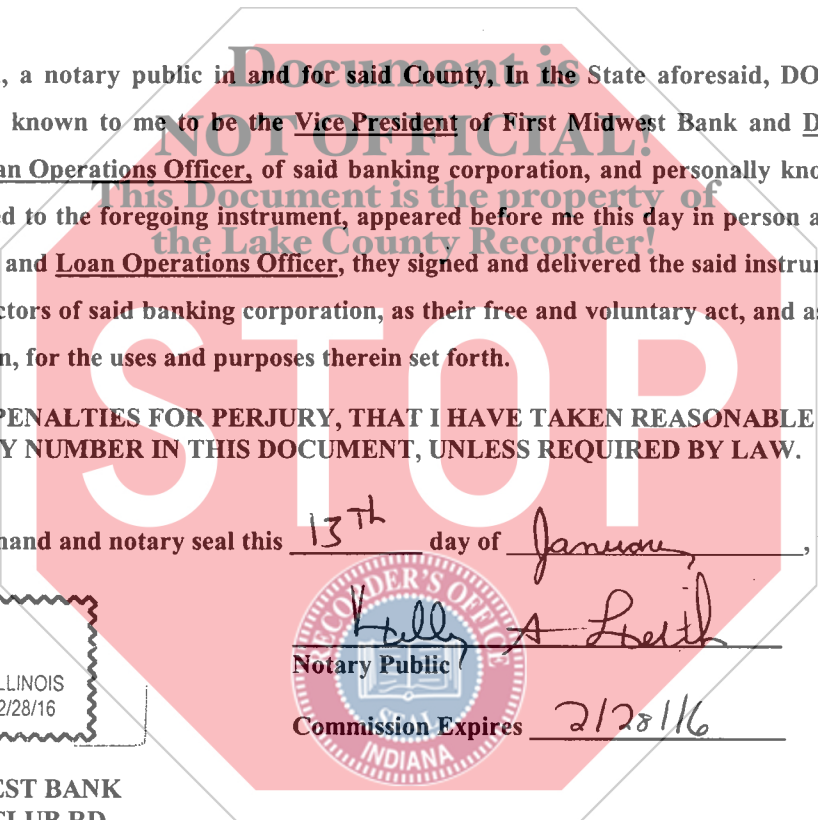 Document is
, a notary public in and for said County, In the State aforesaid, DO
known to me to be the Vice President of First Midwest Bank and D
NOT OFFICIAL!
an Operations Officer, of said banking corporation, and personally kno
This Document is the property of
ed to the foregoing instrument, appeared before me this day in person a
the Lake County Recorder!
and Loan Operations Officer, they signed and delivered the said instrum
ctors of said banking corporation, as their free and voluntary act, and as
n, for the uses and purposes therein set forth.
STOP
PENALTIES FOR PERJURY, THAT I HAVE TAKEN REASONABLE
Y NUMBER IN THIS DOCUMENT, UNLESS REQUIRED BY LAW.
hand and notary seal this 13Th day of January,
RECORDER'S OFFICE
Kelly A
Notary Public
LLINOIS
2/28/16
SEAL
Commission Expires 2/28/16
INDIANA
EST BANK
CLUB RD